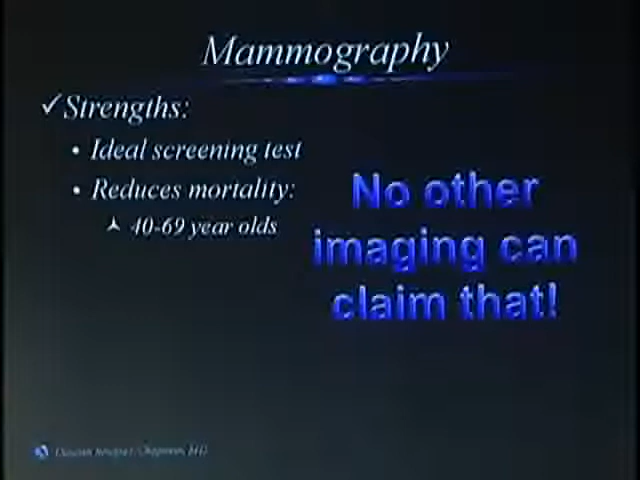 Mammography
✓ Strengths:
• Ideal screening test
• Reduces mortality:
40-69 year olds
No other
imaging can
claim that!